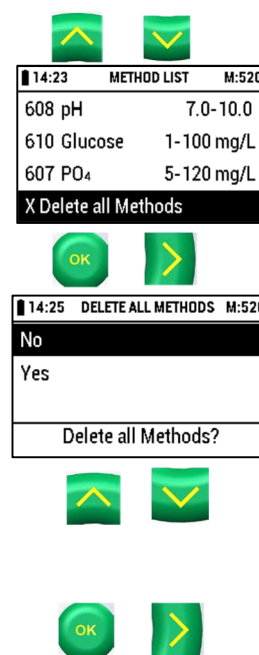 14:23 METHOD LIST M:520
608 pH 7.0-10.0
610 Glucose 1-100 mg/L
607 PO₄ 5-120 mg/L
X Delete all Methods
OK
14:25 DELETE ALL METHODS M:520
No
Yes
Delete all Methods?
OK